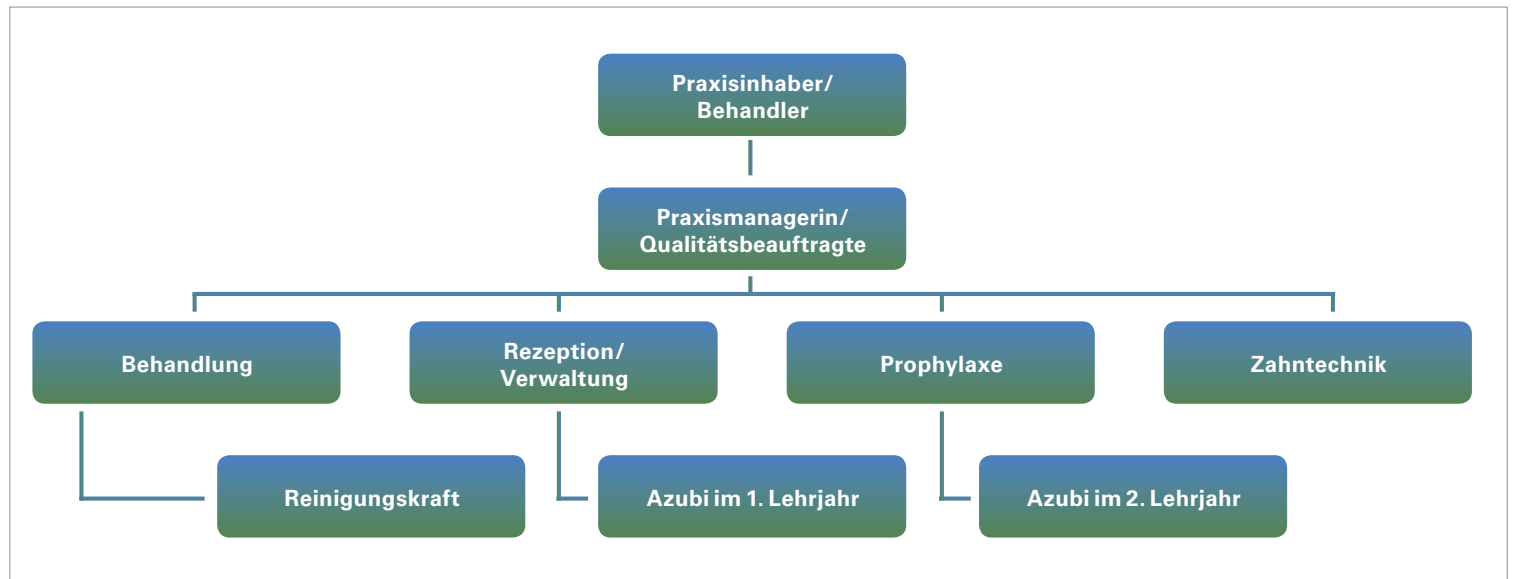 Praxisinhaber/
Behandler
Praxismanagerin/
Qualitätsbeauftragte
Behandlung
Rezeption/
Verwaltung
Prophylaxe
Zahntechnik
Reinigungskraft
Azubi im 1. Lehrjahr
Azubi im 2. Lehrjahr